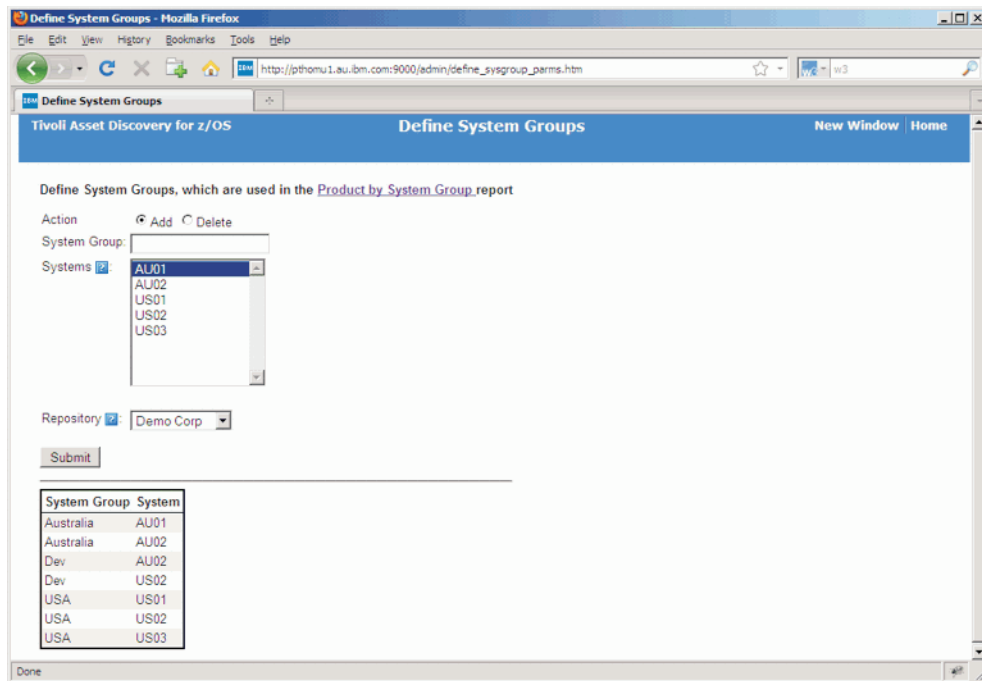 Define System Groups - Mozilla Firefox
File Edit View History Bookmarks Tools Help
IBM http://pthomu1.au.ibm.com:9000/admin/define_sysgroup_parms.htm w3
IBM Define System Groups
Tivoli Asset Discovery for z/OS Define System Groups New Window Home
Define System Groups, which are used in the Product by System Group report
Action Add Delete
System Group:
Systems ?:
AU01
AU02
US01
US02
US03
Repository ?: Demo Corp
Submit
System Group System
Australia AU01
Australia AU02
Dev AU02
Dev US02
USA US01
USA US02
USA US03
Done